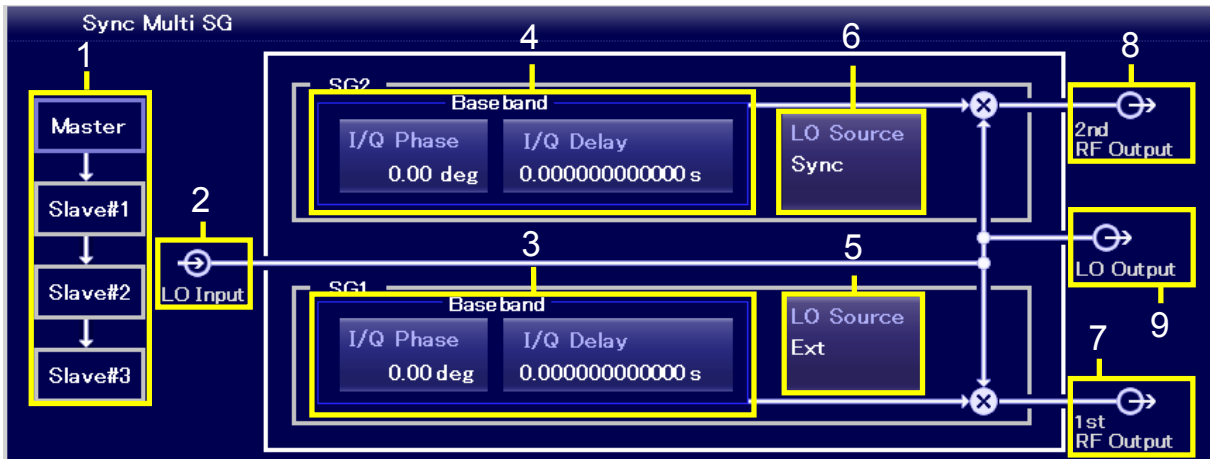 Sync Multi SG
1
Master
Slave#1
Slave#2
Slave#3
2
LO Input
4
SG2
Baseband
I/Q Phase
0.00 deg
I/Q Delay
0.000000000000 s
6
LO Source
Sync
8
2nd
RF Output
3
SG1
Baseband
I/Q Phase
0.00 deg
I/Q Delay
0.000000000000 s
5
LO Source
Ext
LO Output
9
7
1st
RF Output